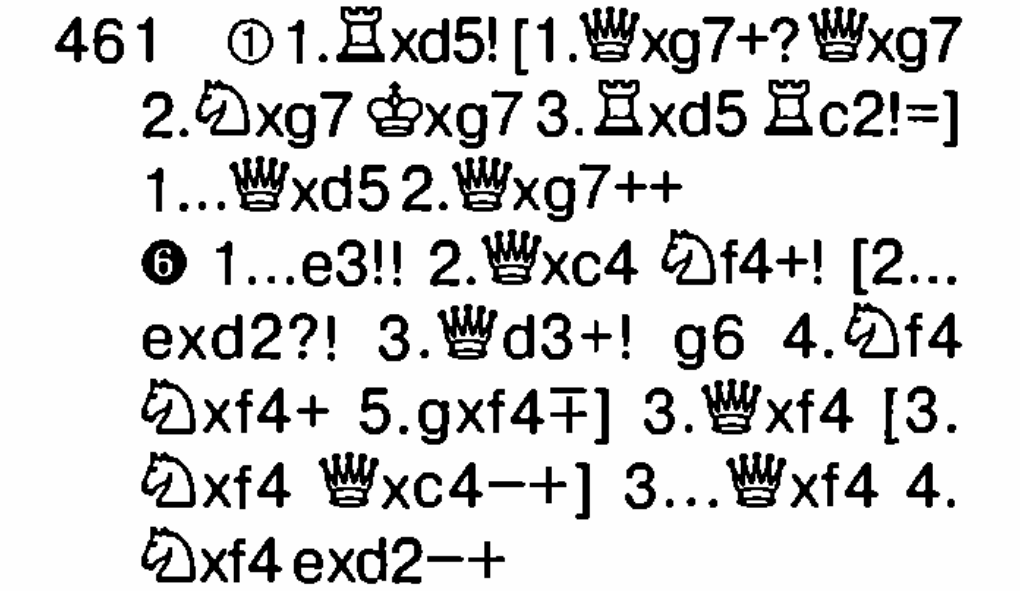 461 ① 1.♖xd5! [1.♕xg7+? ♕xg7
2.♘xg7 ♔xg7 3.♖xd5 ♖c2!=]
1...♕xd5 2.♕xg7++
❻ 1...e3!! 2.♕xc4 ♘f4+! [2...
exd2?! 3.♕d3+! g6 4.♘f4
♘xf4+ 5.gxf4∓] 3.♕xf4 [3.
♘xf4 ♕xc4−+] 3...♕xf4 4.
♘xf4 exd2−+